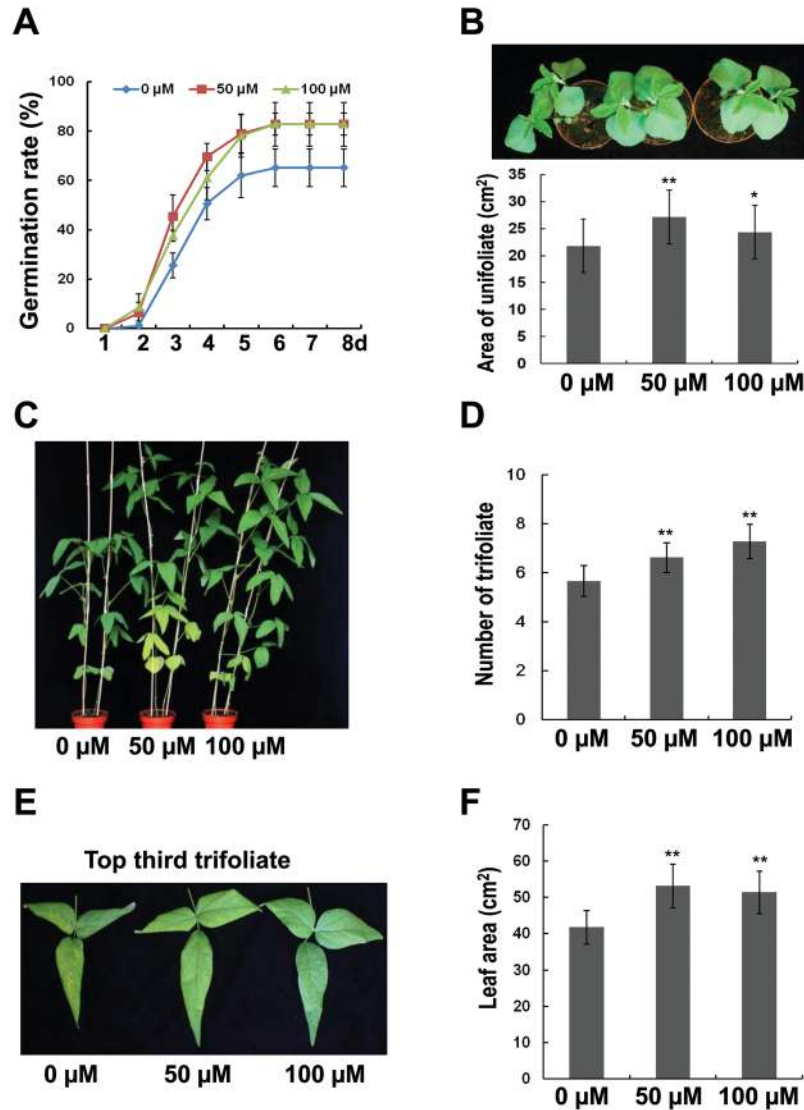 A
Germination rate (%)
100
80
60
40
20
0
0 µM 50 µM 100 µM
1 2 3 4 5 6 7 8d
B
Area of unifoliate (cm²)
35
30
25
20
15
10
5
0
** *
0 µM 50 µM 100 µM
C
0 µM 50 µM 100 µM
D
Number of trifoliate
10
8
6
4
2
0
** **
0 µM 50 µM 100 µM
E
Top third trifoliate
0 µM 50 µM 100 µM
F
Leaf area (cm²)
70
60
50
40
30
20
10
0
** **
0 µM 50 µM 100 µM